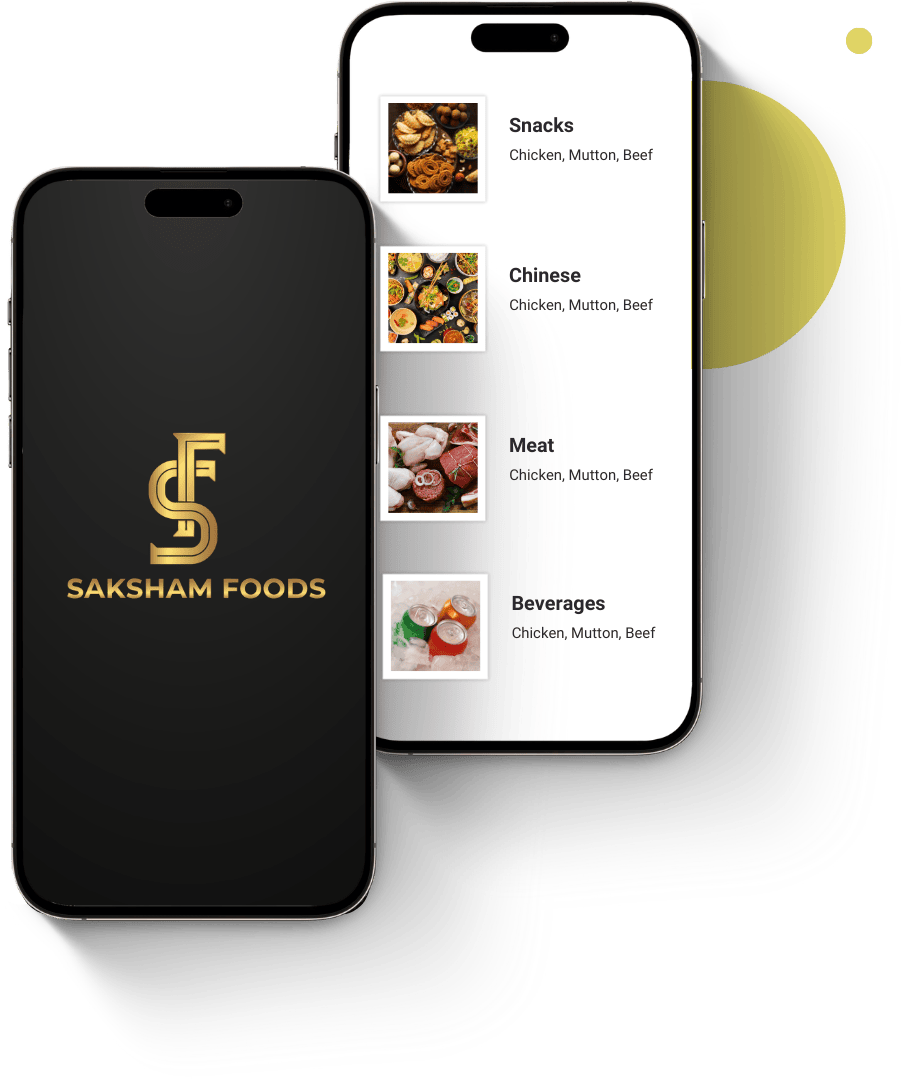 Snacks
Chicken, Mutton, Beef
Chinese
Chicken, Mutton, Beef
Meat
Chicken, Mutton, Beef
Beverages
Chicken, Mutton, Beef
SF
SAKSHAM FOODS